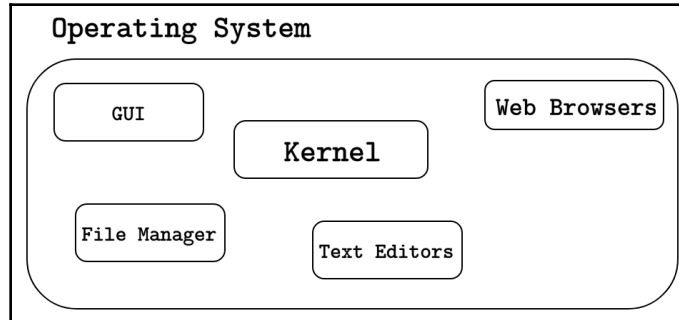 Operating System
GUI
Web Browsers
Kernel
File Manager
Text Editors